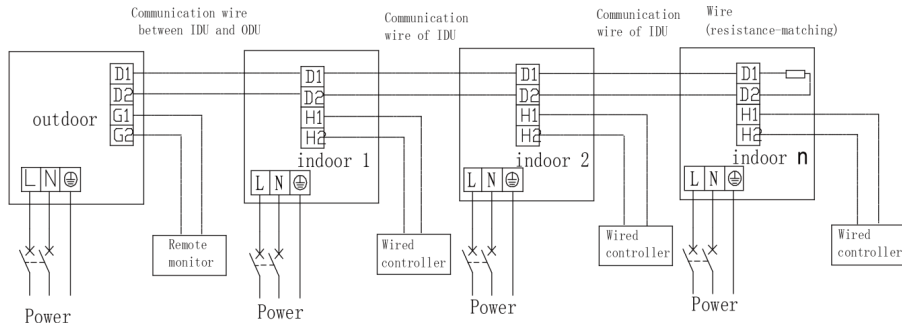 Communication wire
between IDU and ODU
Communication
wire of IDU
Communication
wire of IDU
Wire
(resistance-matching)
outdoor
D1
D2
G1
G2
L N
Remote
monitor
Power
D1
D2
H1
H2
indoor 1
L N
Wired
controller
Power
D1
D2
H1
H2
indoor 2
L N
Wired
controller
Power
D1
D2
H1
H2
indoor n
L N
Wired
controller
Power